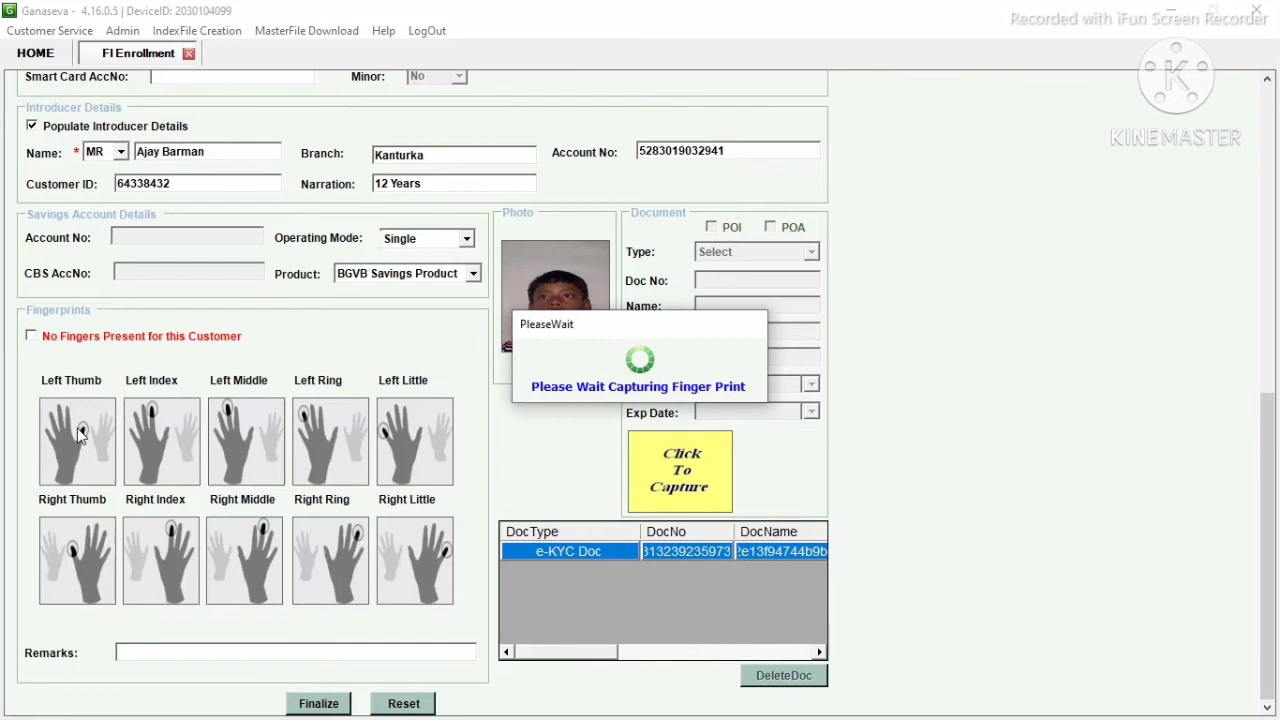 Ganaseva - 4.16.0.5 | DeviceID: 2030104099
Recorded with iFun Screen Recorder
Customer Service Admin IndexFile Creation MasterFile Download Help LogOut
HOME FI Enrollment
KINEMASTER
Smart Card AccNo: Minor: No
Introducer Details
Populate Introducer Details
Name: * MR Ajay Barman Branch: Kanturka Account No: 5283019032941
Customer ID: 64338432 Narration: 12 Years
Savings Account Details Photo Document
POI POA
Account No: Operating Mode: Single Type: Select
CBS AccNo: Product: BGVB Savings Product Doc No:
Name:
Fingerprints
PleaseWait
No Fingers Present for this Customer
Please Wait Capturing Finger Print
Left Thumb Left Index Left Middle Left Ring Left Little
Exp Date:
Click
To
Capture
Right Thumb Right Index Right Middle Right Ring Right Little
DocType DocNo DocName
e-KYC Doc 313239235973 2e13f94744b9b
Remarks:
DeleteDoc
Finalize Reset